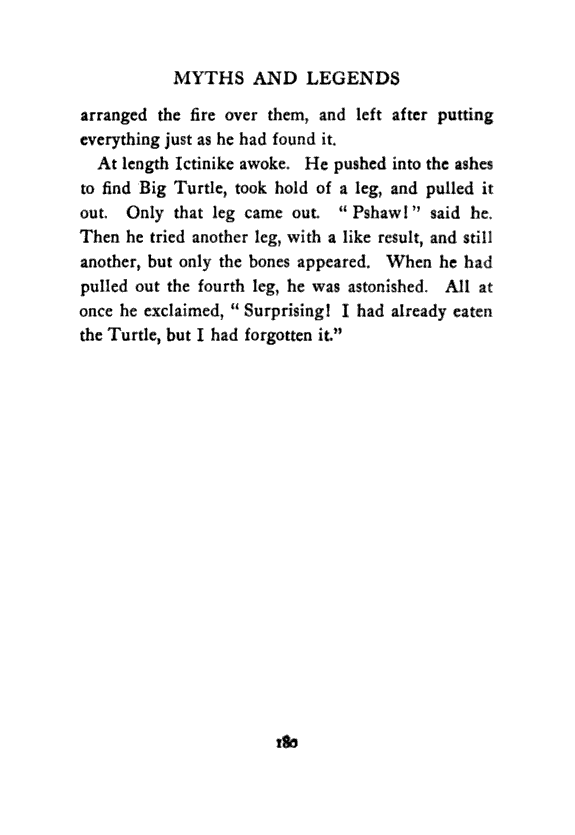 MYTHS AND LEGENDS
arranged the fire over them, and left after putting
everything just as he had found it.
At length Ictinike awoke. He pushed into the ashes
to find Big Turtle, took hold of a leg, and pulled it
out. Only that leg came out. “Pshaw!” said he.
Then he tried another leg, with a like result, and still
another, but only the bones appeared. When he had
pulled out the fourth leg, he was astonished. All at
once he exclaimed, “Surprising! I had already eaten
the Turtle, but I had forgotten it.”
180